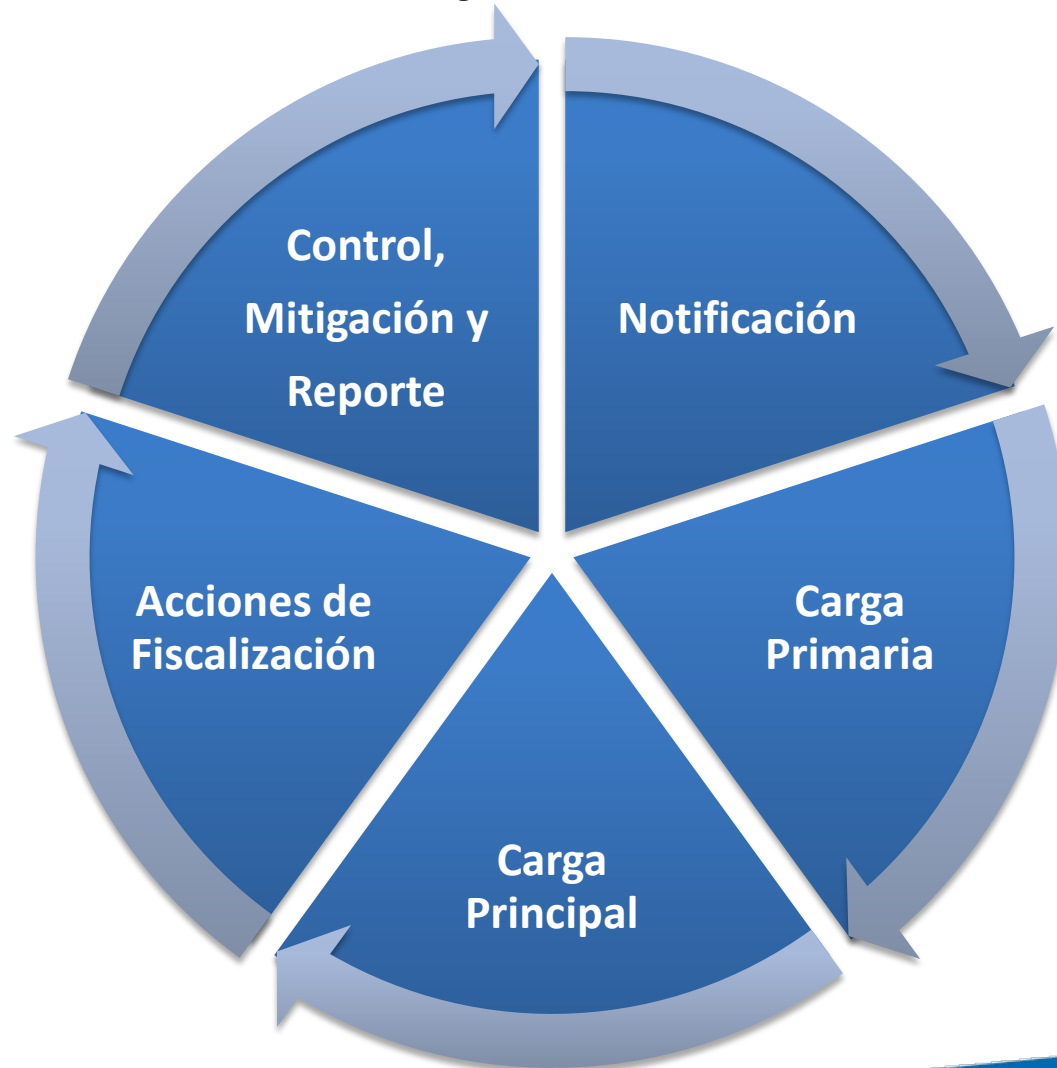 Notificación
Carga
Primaria
Carga
Principal
Acciones de
Fiscalización
Control,
Mitigación y
Reporte